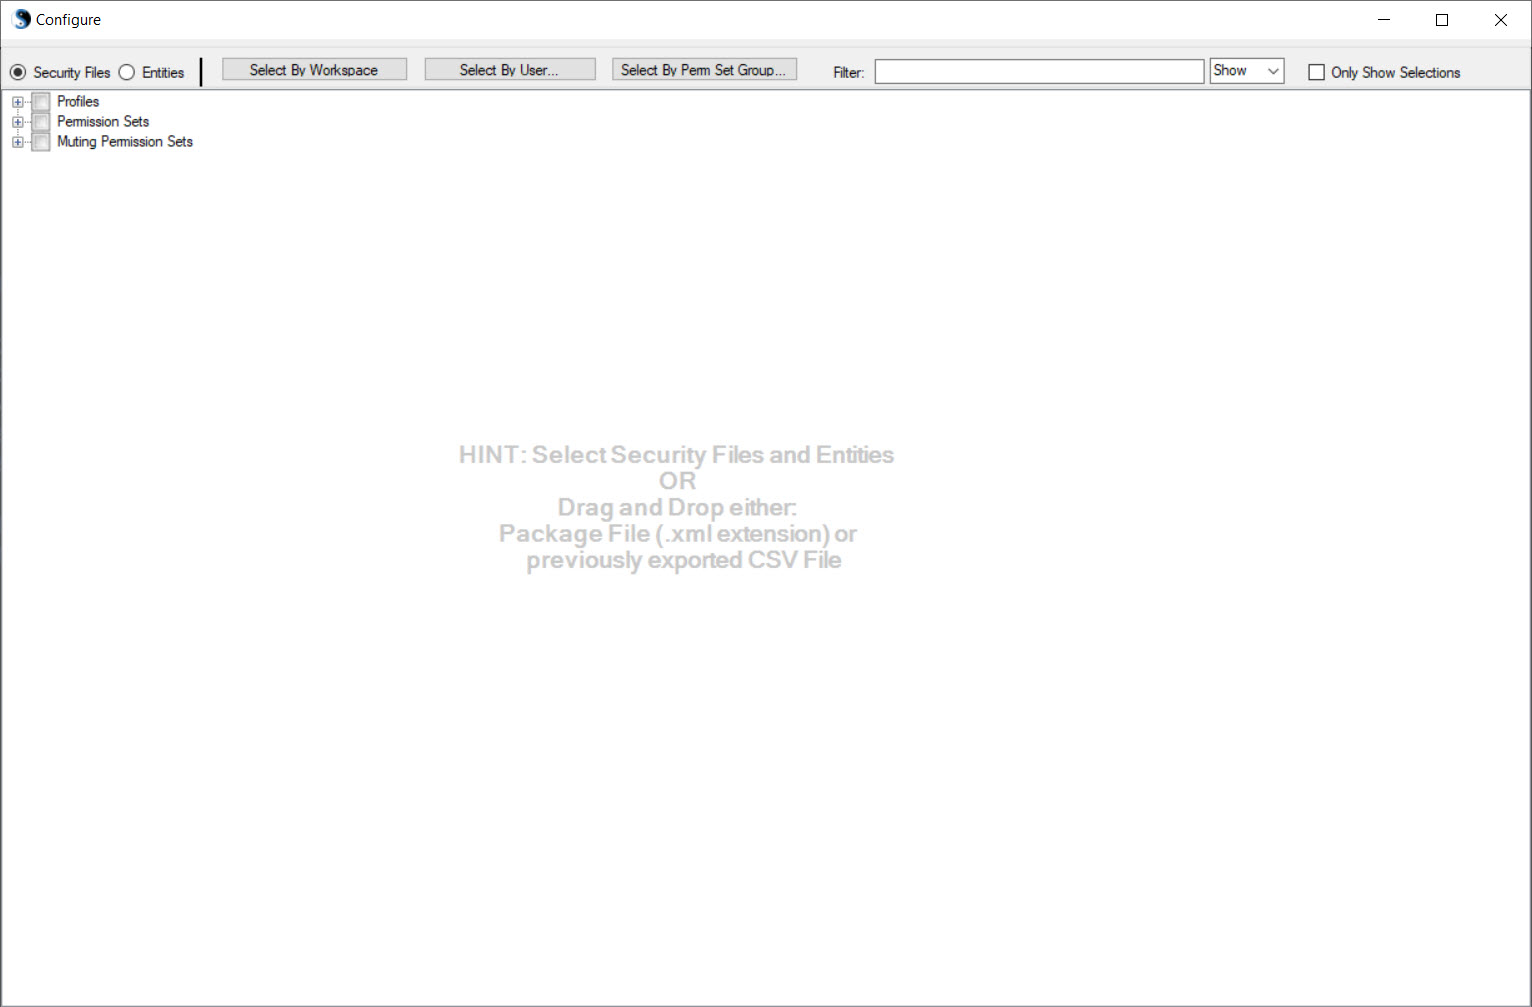 Configure
Security Files Entities Select By Workspace Select By User... Select By Perm Set Group... Filter: Show Only Show Selections
Profiles
Permission Sets
Muting Permission Sets
HINT: Select Security Files and Entities
OR
Drag and Drop either:
Package File (.xml extension) or
previously exported CSV File